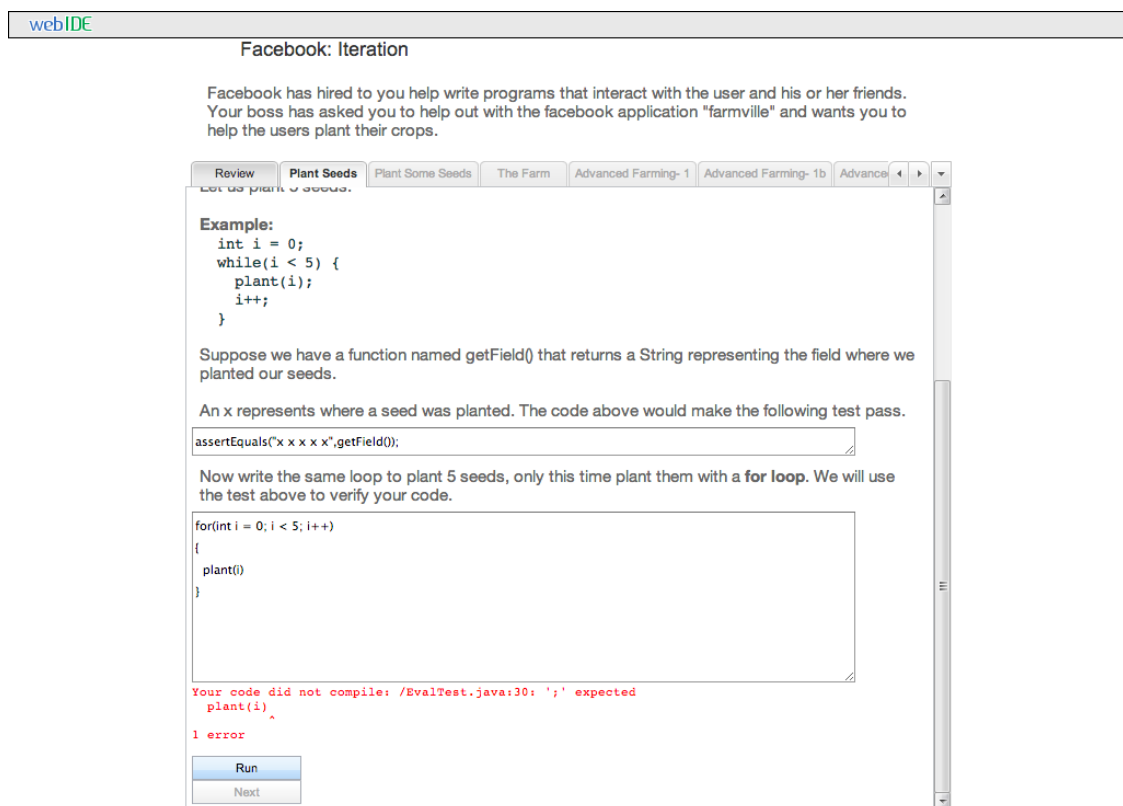 webIDE
Facebook: Iteration
Facebook has hired to you help write programs that interact with the user and his or her friends.
Your boss has asked you to help out with the facebook application "farmville" and wants you to
help the users plant their crops.
Review Plant Seeds Plant Some Seeds The Farm Advanced Farming- 1 Advanced Farming- 1b Advance
Let us plant 5 seeds.
Example:
int i = 0;
while(i < 5) {
plant(i);
i++;
}
Suppose we have a function named getField() that returns a String representing the field where we
planted our seeds.
An x represents where a seed was planted. The code above would make the following test pass.
assertEquals("x x x x x",getField());
Now write the same loop to plant 5 seeds, only this time plant them with a for loop. We will use
the test above to verify your code.
for(int i = 0; i < 5; i++)
{
plant(i)
}
Your code did not compile: /EvalTest.java:30: ';' expected
plant(i)
^
1 error
Run
Next